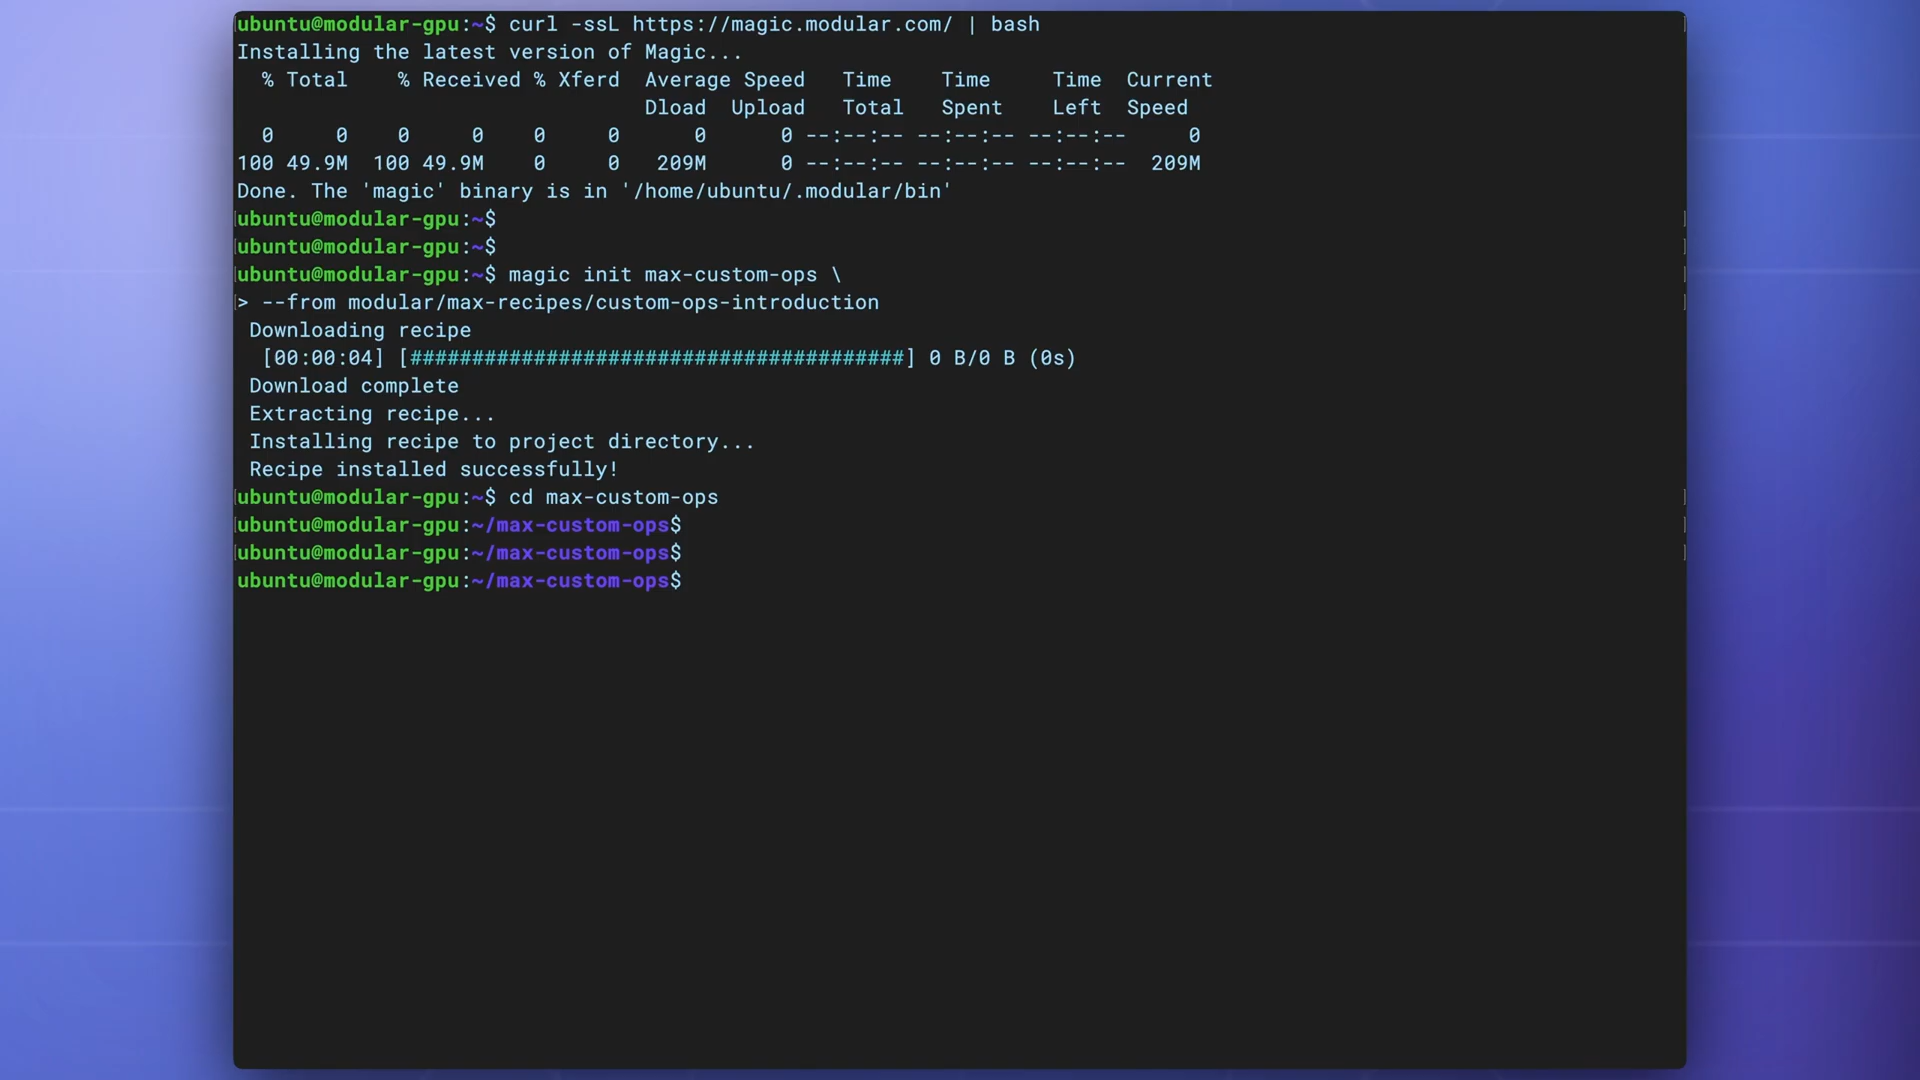 ubuntu@modular-gpu:~$ curl -ssL https://magic.modular.com/ | bash
Installing the latest version of Magic...
  % Total    % Received % Xferd  Average Speed   Time    Time     Time  Current
                                 Dload  Upload   Total   Spent    Left  Speed
  0     0    0     0    0     0      0      0 --:--:-- --:--:-- --:--:--     0
100 49.9M  100 49.9M    0     0   209M      0 --:--:-- --:--:-- --:--:--  209M
Done. The 'magic' binary is in '/home/ubuntu/.modular/bin'
ubuntu@modular-gpu:~$
ubuntu@modular-gpu:~$
ubuntu@modular-gpu:~$ magic init max-custom-ops \
> --from modular/max-recipes/custom-ops-introduction
 Downloading recipe
  [00:00:04] [########################################] 0 B/0 B (0s)
 Download complete
 Extracting recipe...
 Installing recipe to project directory...
 Recipe installed successfully!
ubuntu@modular-gpu:~$ cd max-custom-ops
ubuntu@modular-gpu:~/max-custom-ops$
ubuntu@modular-gpu:~/max-custom-ops$
ubuntu@modular-gpu:~/max-custom-ops$